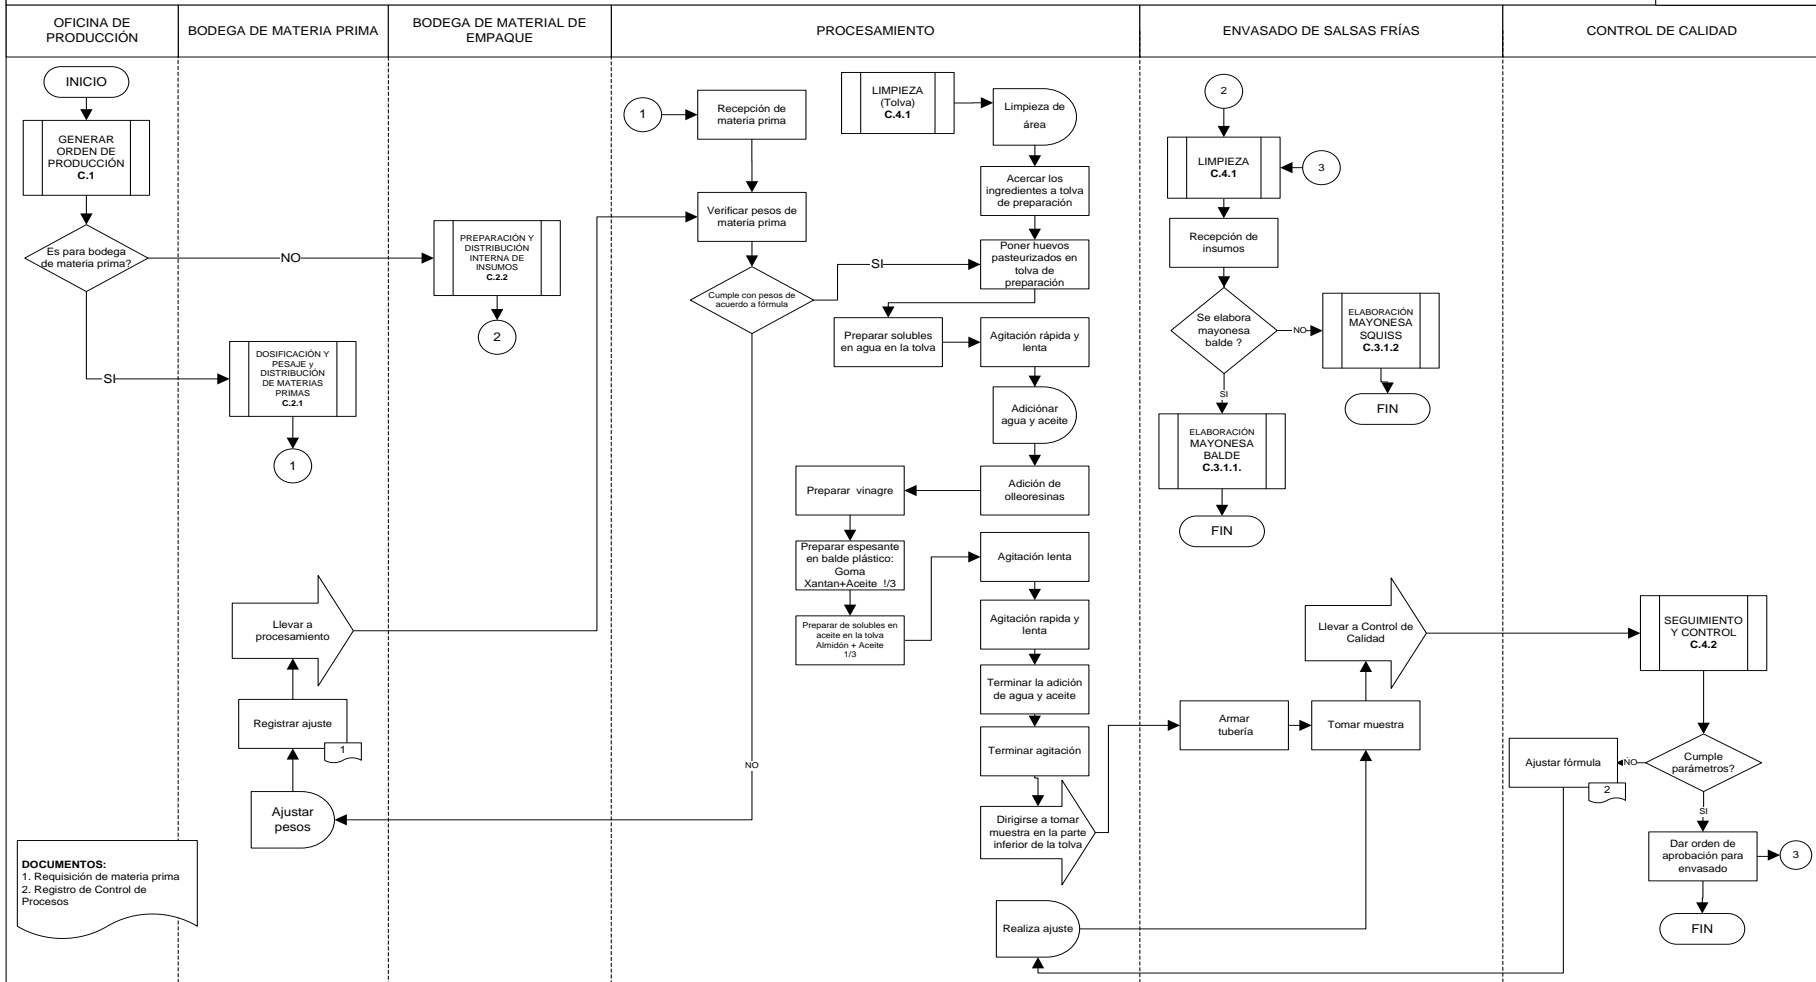 OFICINA DE
PRODUCCIÓN
BODEGA DE MATERIA PRIMA
BODEGA DE MATERIAL DE
EMPAQUE
PROCESAMIENTO
ENVASADO DE SALSAS FRÍAS
CONTROL DE CALIDAD
INICIO
GENERAR
ORDEN DE
PRODUCCIÓN
C.1
Es para bodega
de materia prima?
NO
SI
DOCUMENTOS:
1. Requisición de materia prima
2. Registro de Control de
Procesos
DOSIFICACIÓN Y
PESAJE y
DISTRIBUCIÓN
DE MATERIAS
PRIMAS
C.2.1
1
Llevar a
procesamiento
Registrar ajuste
1
Ajustar
pesos
PREPARACIÓN Y
DISTRIBUCIÓN
INTERNA DE
INSUMOS
C.2.2
2
1
Recepción de
materia prima
Verificar pesos de
materia prima
Cumple con pesos de
acuerdo a fórmula
SI
NO
LIMPIEZA
(Tolva)
C.4.1
Limpieza de
área
Acercar los
ingredientes a tolva
de preparación
Poner huevos
pasteurizados en
tolva de
preparación
Preparar solubles
en agua en la tolva
Agitación rápida y
lenta
Adiciónar
agua y aceite
Adición de
olleoresinas
Preparar  vinagre
Preparar espesante
en balde plástico:
Goma
Xantan+Aceite  !/3
Preparar de solubles en
aceite en la tolva
Almidón + Aceite
1/3
Agitación lenta
Agitación rapida y
lenta
Terminar la adición
de agua y aceite
Terminar agitación
Dirigirse a tomar
muestra en la parte
inferior de la tolva
Realiza ajuste
2
LIMPIEZA
C.4.1
3
Recepción de
insumos
Se elabora
mayonesa
balde ?
NO
ELABORACIÓN
MAYONESA
SQUISS
C.3.1.2
FIN
SI
ELABORACIÓN
MAYONESA
BALDE
C.3.1.1.
FIN
Llevar a Control de
Calidad
Armar
tubería
Tomar muestra
SEGUIMIENTO
Y CONTROL
C.4.2
Cumple
parámetros?
NO
Ajustar fórmula
2
SI
Dar orden de
aprobación para
envasado
3
FIN